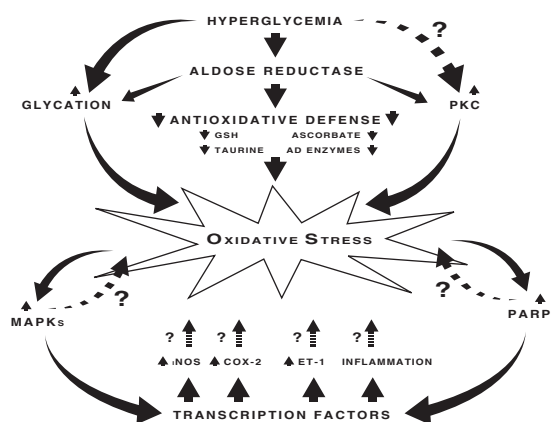 HYPERGLYCEMIA
?
ALDOSE REDUCTASE
GLYCATION
PKC
ANTIOXIDATIVE DEFENSE
GSH ASCORBATE
TAURINE AD ENZYMES
OXIDATIVE STRESS
? ?
MAPKs PARP
? ? ? ?
iNOS COX-2 ET-1 INFLAMMATION
TRANSCRIPTION FACTORS